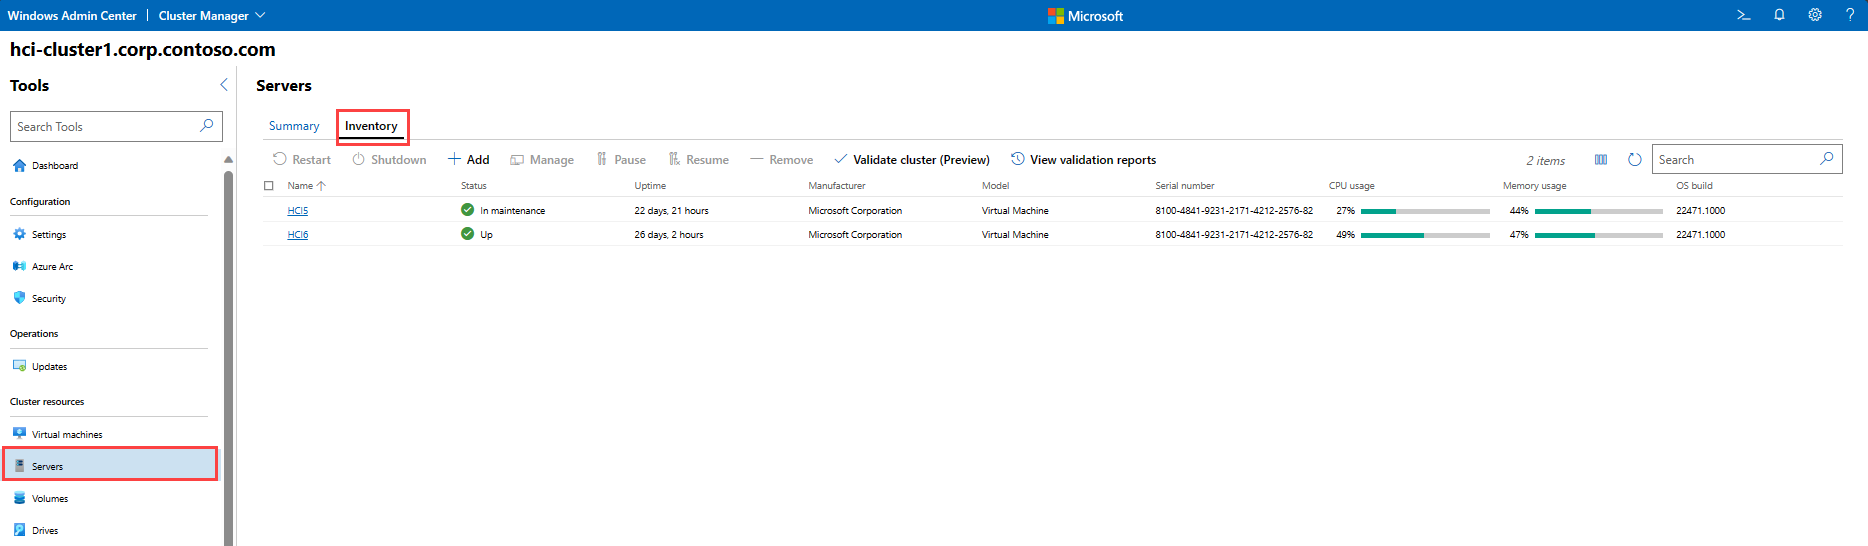 Windows Admin Center | Cluster Manager Microsoft
hci-cluster1.corp.contoso.com
Tools
Search Tools
Dashboard
Configuration
Settings
Azure Arc
Security
Operations
Updates
Cluster resources
Virtual machines
Servers
Volumes
Drives
Servers
Summary Inventory
Restart Shutdown Add Manage Pause Resume Remove Validate cluster (Preview) View validation reports 2 items Search
Name Status Uptime Manufacturer Model Serial number CPU usage Memory usage OS build
HCI5 In maintenance 22 days, 21 hours Microsoft Corporation Virtual Machine 8100-4841-9231-2171-4212-2576-82 27% 44% 22471.1000
HCI6 Up 26 days, 2 hours Microsoft Corporation Virtual Machine 8100-4841-9231-2171-4212-2576-82 49% 47% 22471.1000